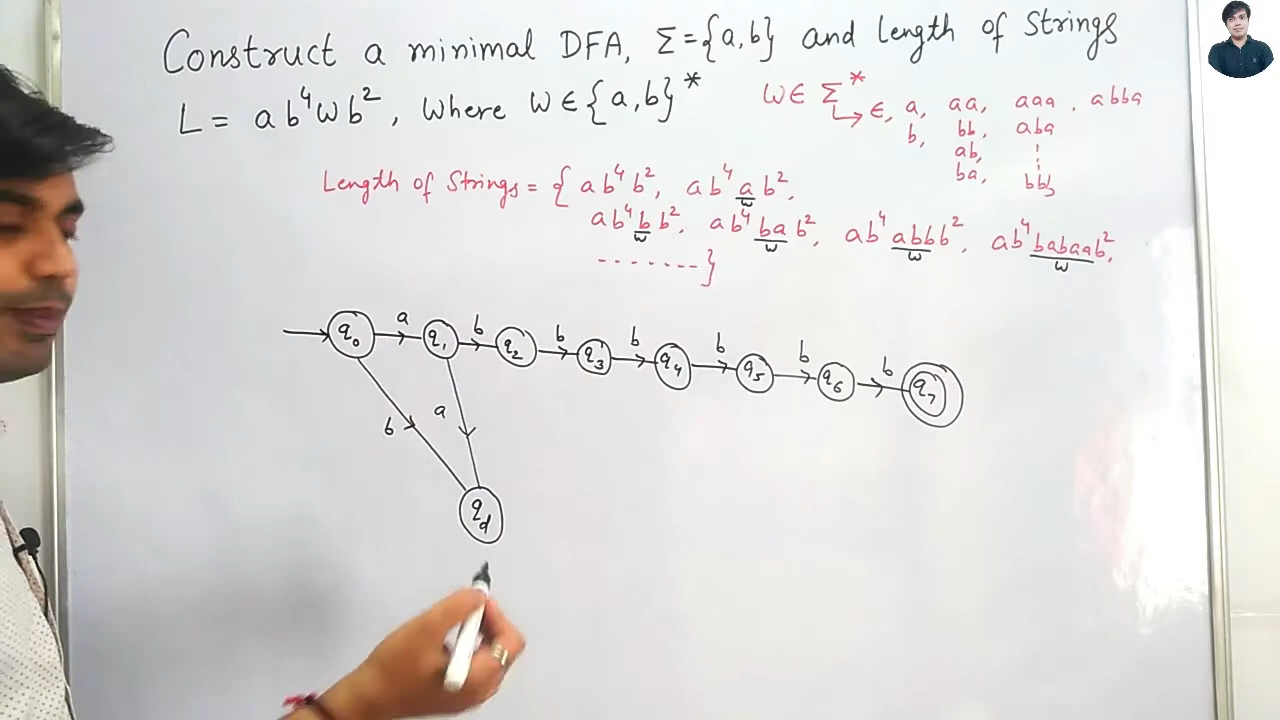 Construct a minimal DFA, Σ={a,b} and length of Strings
L = ab⁴wb², where w∈{a,b}*
w∈ Σ*
↳ ∈, a, aa, aaa, abba
b, bb, aba
ab, ⋮
ba, bbb
Length of Strings = { ab⁴b², ab⁴ab²,
w
ab⁴bb², ab⁴bab², ab⁴abbb², ab⁴babaab²,
w w w w
-------}
q₀ a q₁ b q₂ b q₃ b q₄ b q₅ b q₆ b q₇
b a
qd